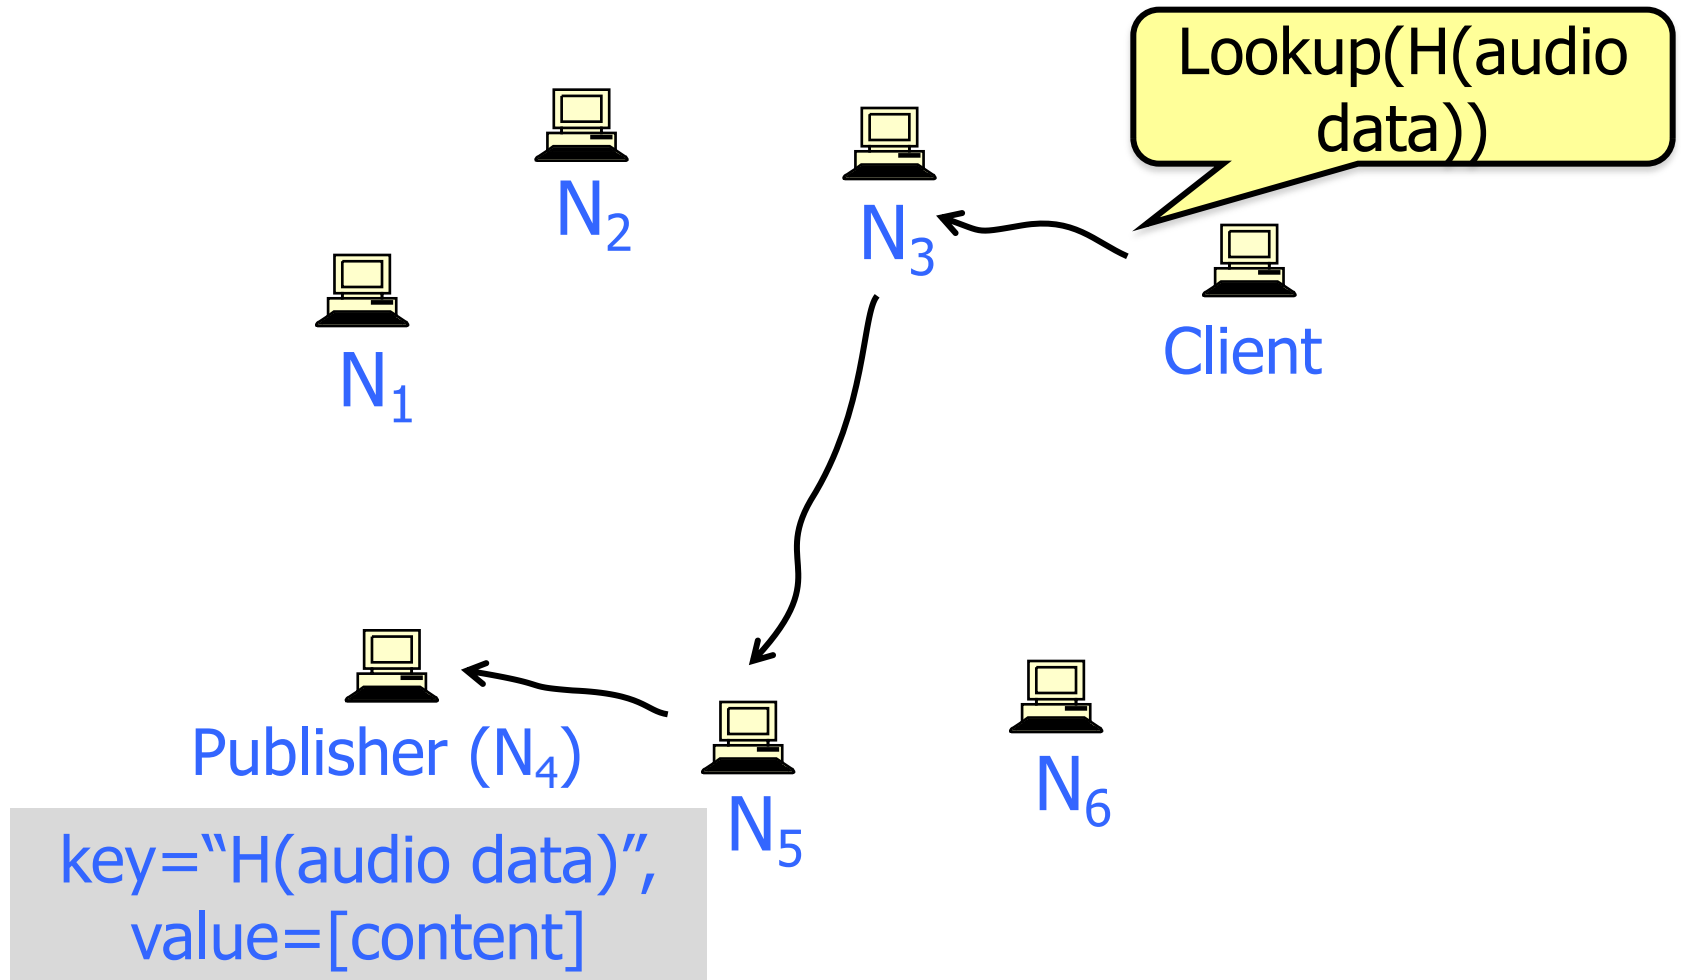 Lookup(H(audio
data))
N₂
N₃
N₁
Client
Publisher (N₄)
N₅
N₆
key=“H(audio data)”,
value=[content]